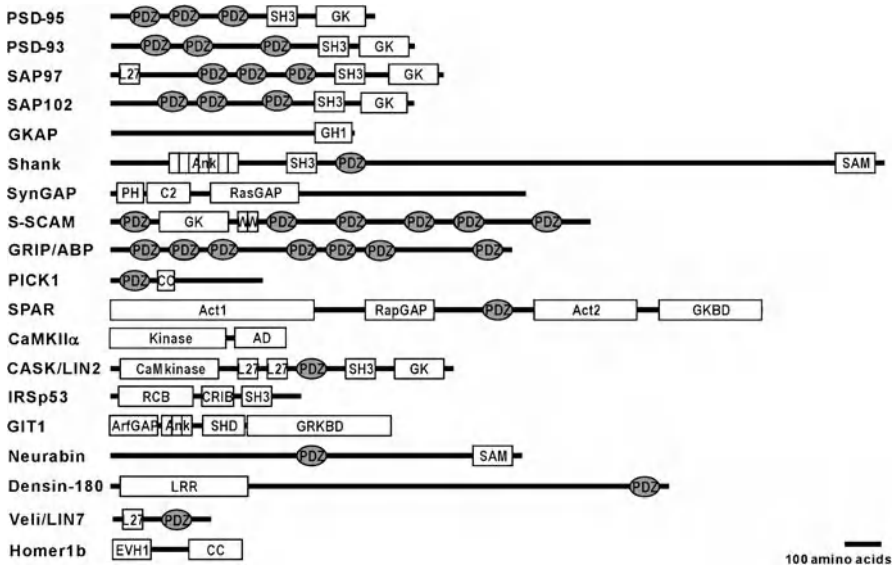 PSD-95 PDZ PDZ PDZ SH3 GK
PSD-93 PDZ PDZ PDZ SH3 GK
SAP97 L27 PDZ PDZ PDZ SH3 GK
SAP102 PDZ PDZ PDZ SH3 GK
GKAP GH1
Shank Ank SH3 PDZ SAM
SynGAP PH C2 RasGAP
S-SCAM PDZ GK WW PDZ PDZ PDZ PDZ PDZ
GRIP/ABP PDZ PDZ PDZ PDZ PDZ PDZ PDZ
PICK1 PDZ CC
SPAR Act1 RapGAP PDZ Act2 GKBD
CaMKIIα Kinase AD
CASK/LIN2 CaMkinase L27 L27 PDZ SH3 GK
IRSp53 RCB CRIB SH3
GIT1 ArfGAP Ank SHD GRKBD
Neurabin PDZ SAM
Densin-180 LRR PDZ
Veli/LIN7 L27 PDZ
Homer1b EVH1 CC
100 amino acids